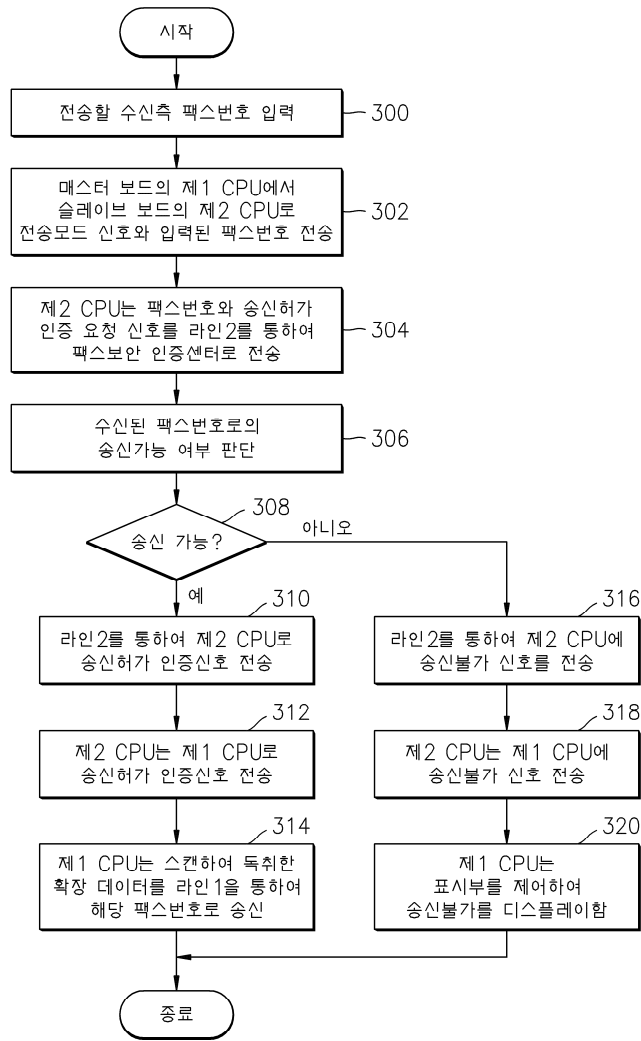 시작
전송할 수신측 팩스번호 입력
300
매스터 보드의 제1 CPU에서
슬레이브 보드의 제2 CPU로
전송모드 신호와 입력된 팩스번호 전송
302
제2 CPU는 팩스번호와 송신허가
인증 요청 신호를 라인2를 통하여
팩스보안 인증센터로 전송
304
수신된 팩스번호로의
송신가능 여부 판단
306
308
송신 가능?
아니오
예
310
라인2를 통하여 제2 CPU로
송신허가 인증신호 전송
316
라인2를 통하여 제2 CPU에
송신불가 신호를 전송
312
제2 CPU는 제1 CPU로
송신허가 인증신호 전송
318
제2 CPU는 제1 CPU에
송신불가 신호 전송
314
제1 CPU는 스캔하여 독취한
확장 데이터를 라인1을 통하여
해당 팩스번호로 송신
320
제1 CPU는
표시부를 제어하여
송신불가를 디스플레이함
종료